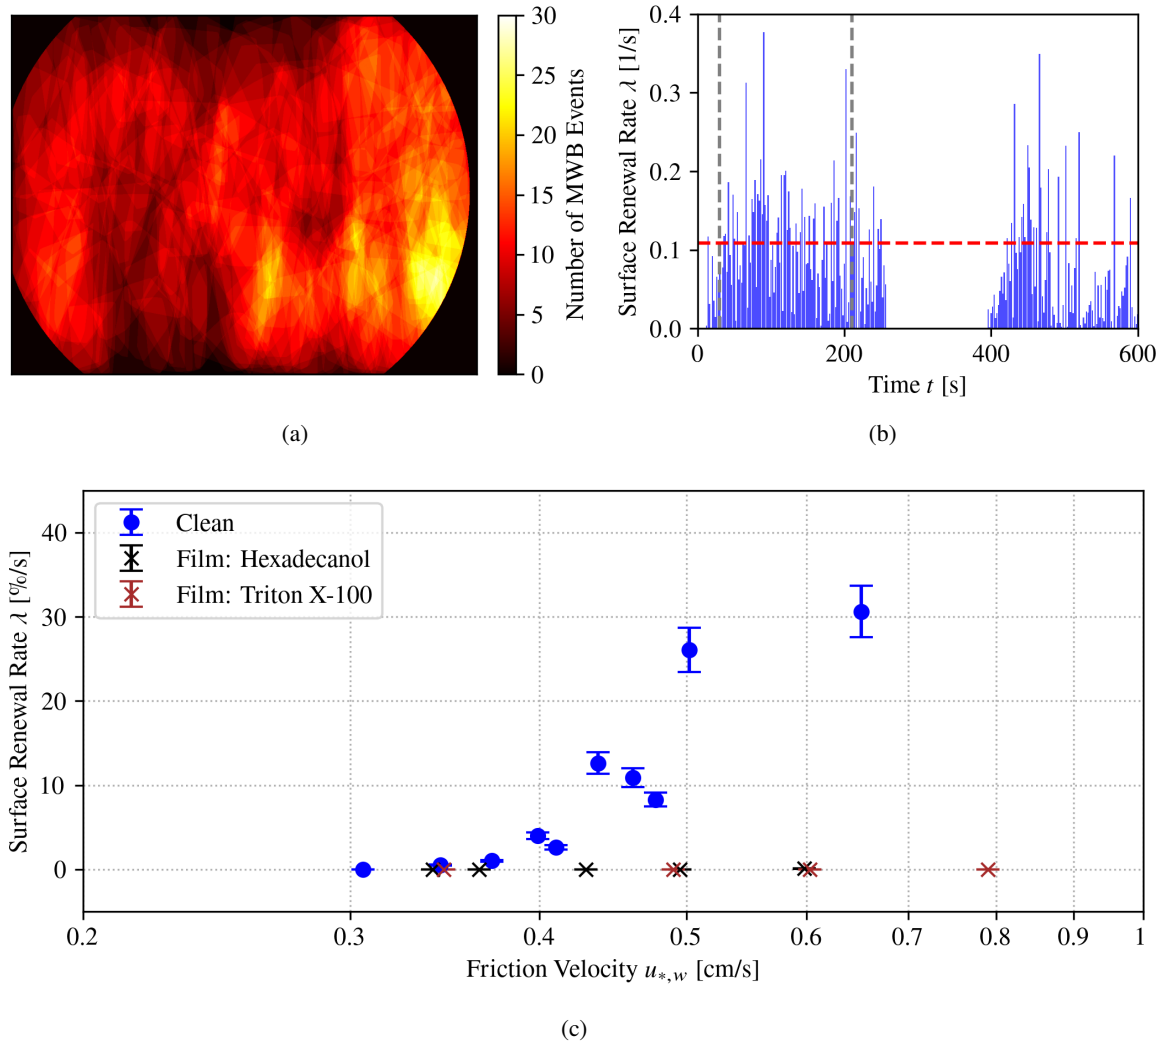 30
25
20
15
10
5
0
Number of MWB Events
(a)
0.4
0.3
0.2
0.1
0.0
Surface Renewal Rate λ [1/s]
0 200 400 600
Time t [s]
(b)
Clean
Film: Hexadecanol
Film: Triton X-100
40
30
20
10
0
Surface Renewal Rate λ [%/s]
0.2 0.3 0.4 0.5 0.6 0.7 0.8 0.9 1
Friction Velocity u∗,w [cm/s]
(c)